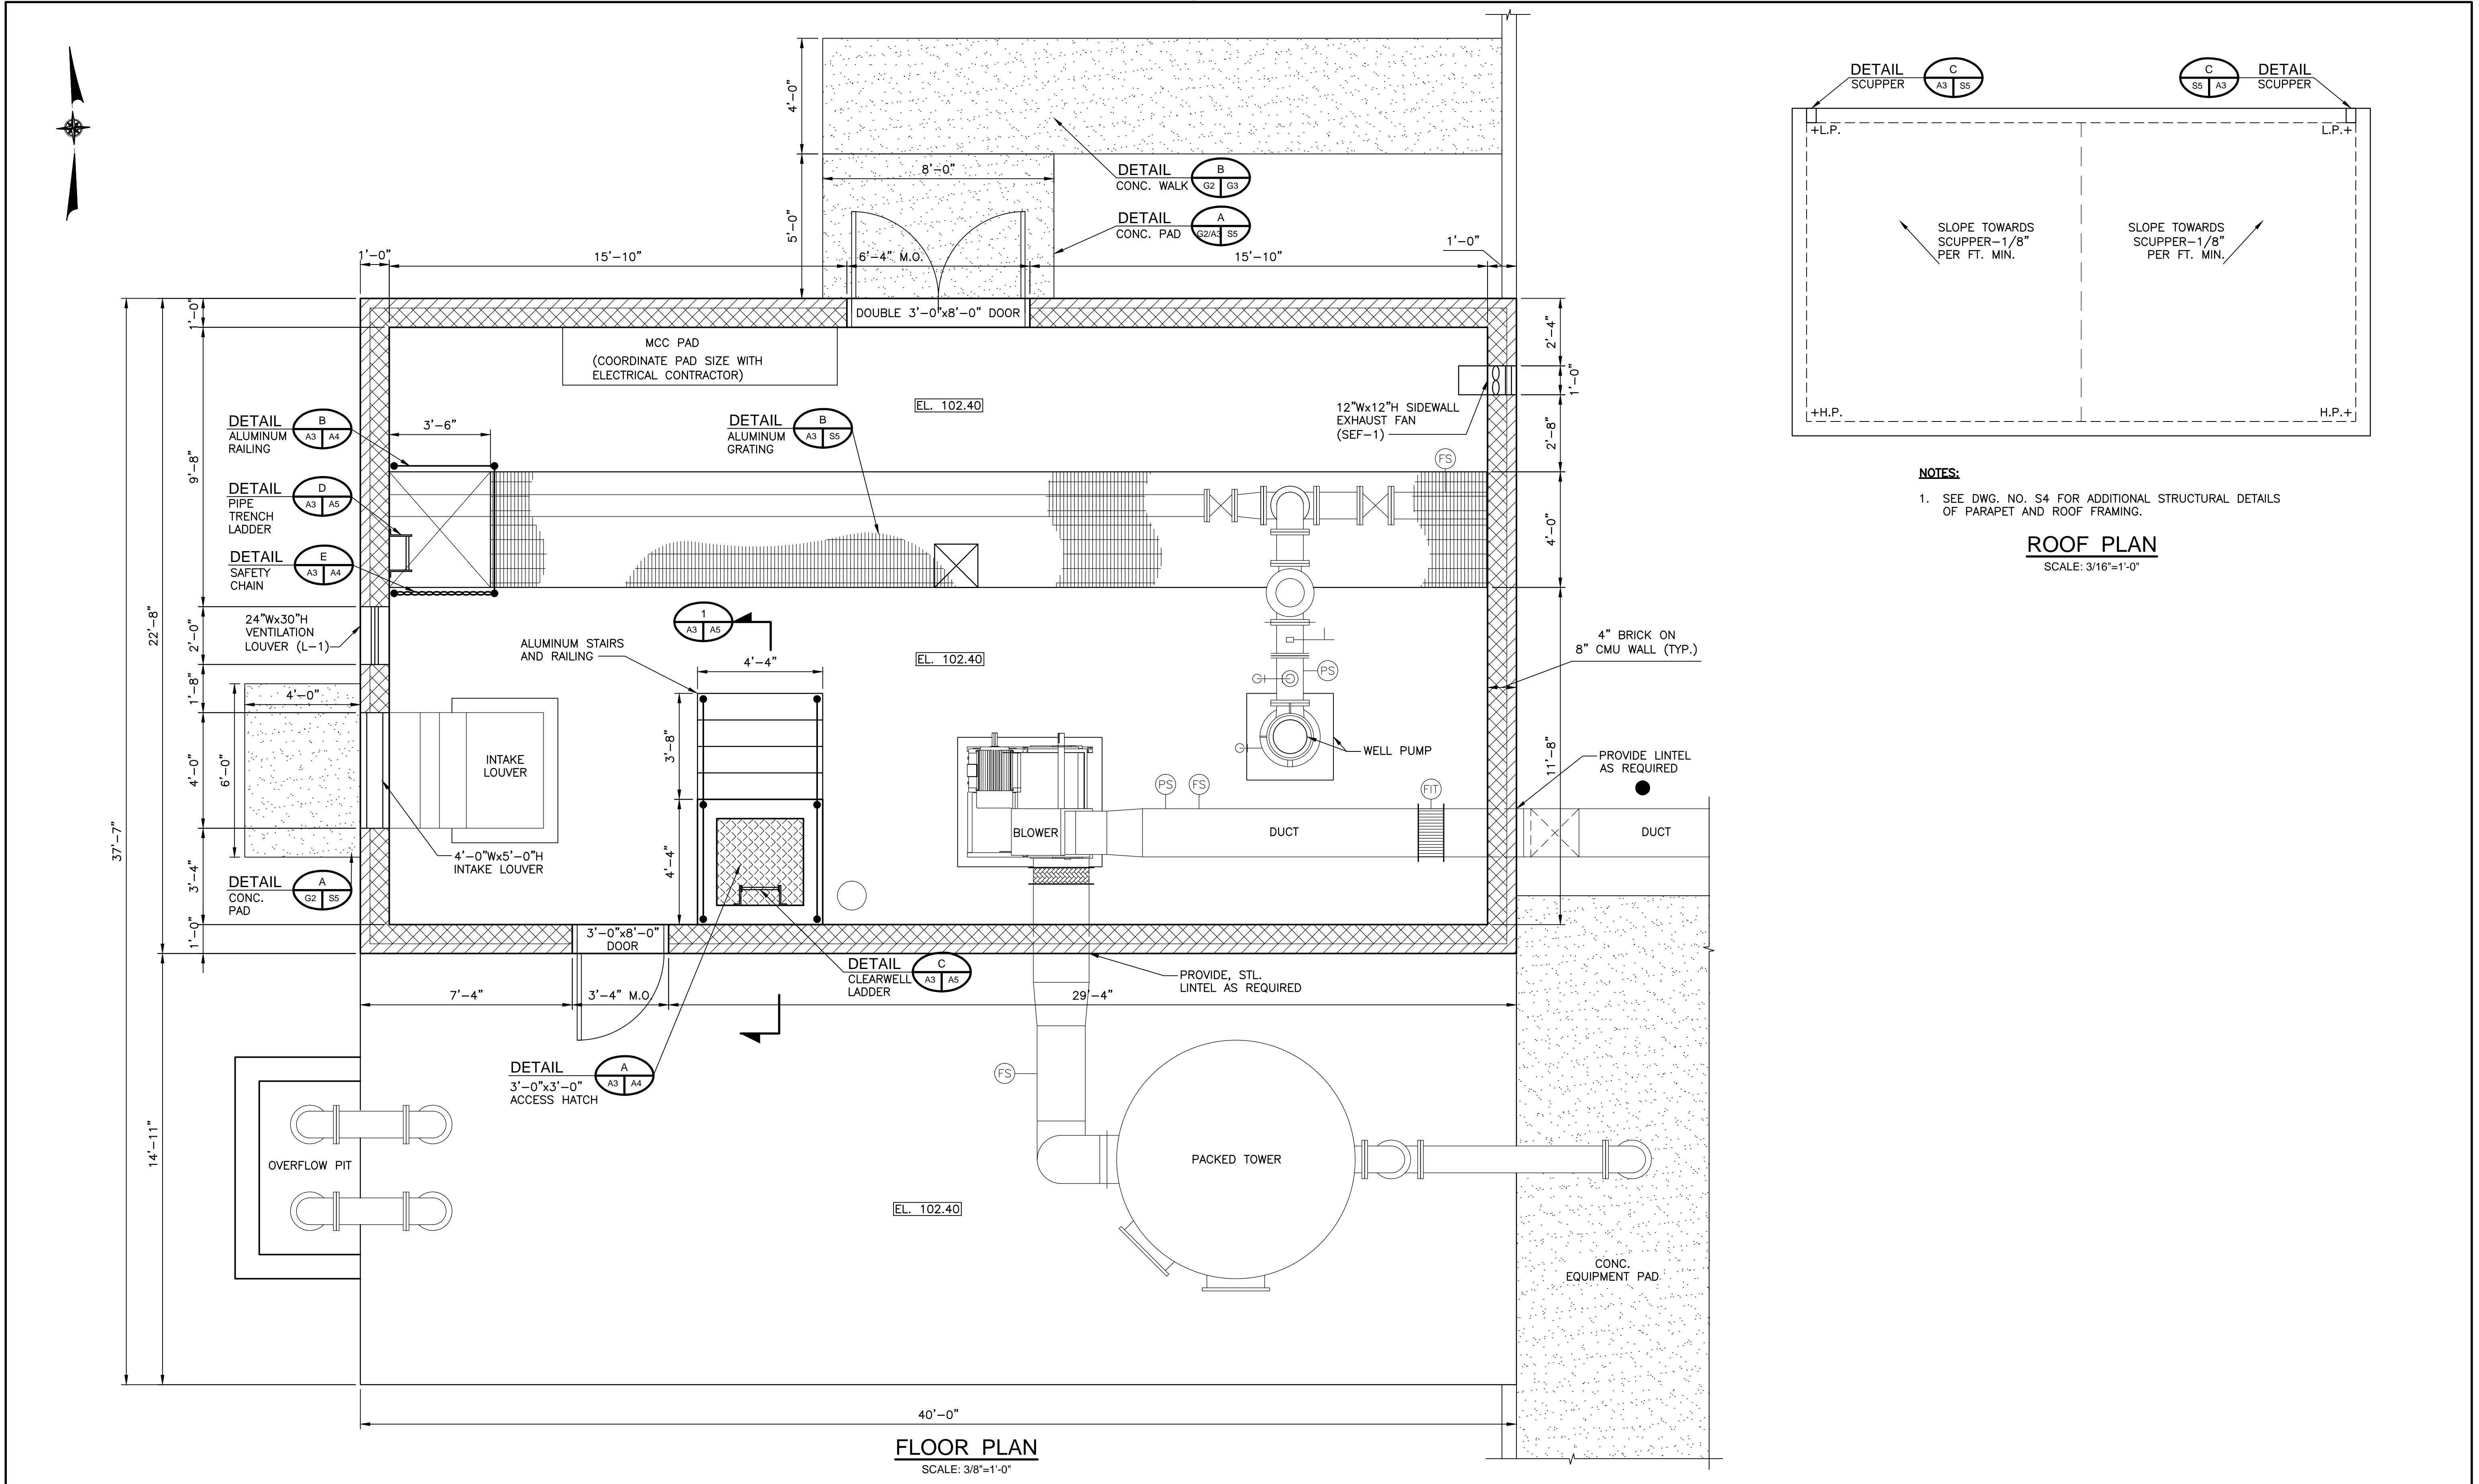 DETAIL
SCUPPER
C
A3 S5
C
S5 A3
DETAIL
SCUPPER
+L.P.
L.P.+
SLOPE TOWARDS
SCUPPER-1/8"
PER FT. MIN.
SLOPE TOWARDS
SCUPPER-1/8"
PER FT. MIN.
+H.P.
H.P.+
NOTES:
1. SEE DWG. NO. S4 FOR ADDITIONAL STRUCTURAL DETAILS
OF PARAPET AND ROOF FRAMING.
ROOF PLAN
SCALE: 3/16"=1'-0"
4'-0"
5'-0"
8'-0"
DETAIL
CONC. WALK
B
G2 G3
DETAIL
CONC. PAD
A
G2/A3 S5
1'-0"
15'-10"
6'-4" M.O.
15'-10"
1'-0"
DOUBLE 3'-0"x8'-0" DOOR
MCC PAD
(COORDINATE PAD SIZE WITH
ELECTRICAL CONTRACTOR)
EL. 102.40
12"Wx12"H SIDEWALL
EXHAUST FAN
(SEF-1)
2'-4"
1'-0"
2'-8"
4'-0"
11'-8"
1'-0"
9'-8"
2'-0"
1'-8"
4'-0"
3'-4"
1'-0"
22'-8"
37'-7"
14'-11"
DETAIL
ALUMINUM
RAILING
B
A3 A4
3'-6"
DETAIL
ALUMINUM
GRATING
B
A3 S5
FS
DETAIL
PIPE
TRENCH
LADDER
D
A3 A5
DETAIL
SAFETY
CHAIN
E
A3 A4
24"Wx30"H
VENTILATION
LOUVER (L-1)
1
A3 A5
ALUMINUM STAIRS
AND RAILING
4'-4"
EL. 102.40
4" BRICK ON
8" CMU WALL (TYP.)
PS
4'-0"
6'-0"
INTAKE
LOUVER
3'-8"
4'-4"
WELL PUMP
PROVIDE LINTEL
AS REQUIRED
PS
FS
FIT
BLOWER
DUCT
DUCT
4'-0"Wx5'-0"H
INTAKE LOUVER
DETAIL
CONC.
PAD
A
G2 S5
3'-0"x8'-0"
DOOR
DETAIL
CLEARWELL
LADDER
C
A3 A5
PROVIDE, STL.
LINTEL AS REQUIRED
7'-4"
3'-4" M.O.
29'-4"
DETAIL
3'-0"x3'-0"
ACCESS HATCH
A
A3 A4
FS
OVERFLOW PIT
PACKED TOWER
EL. 102.40
CONC.
EQUIPMENT PAD
40'-0"
FLOOR PLAN
SCALE: 3/8"=1'-0"